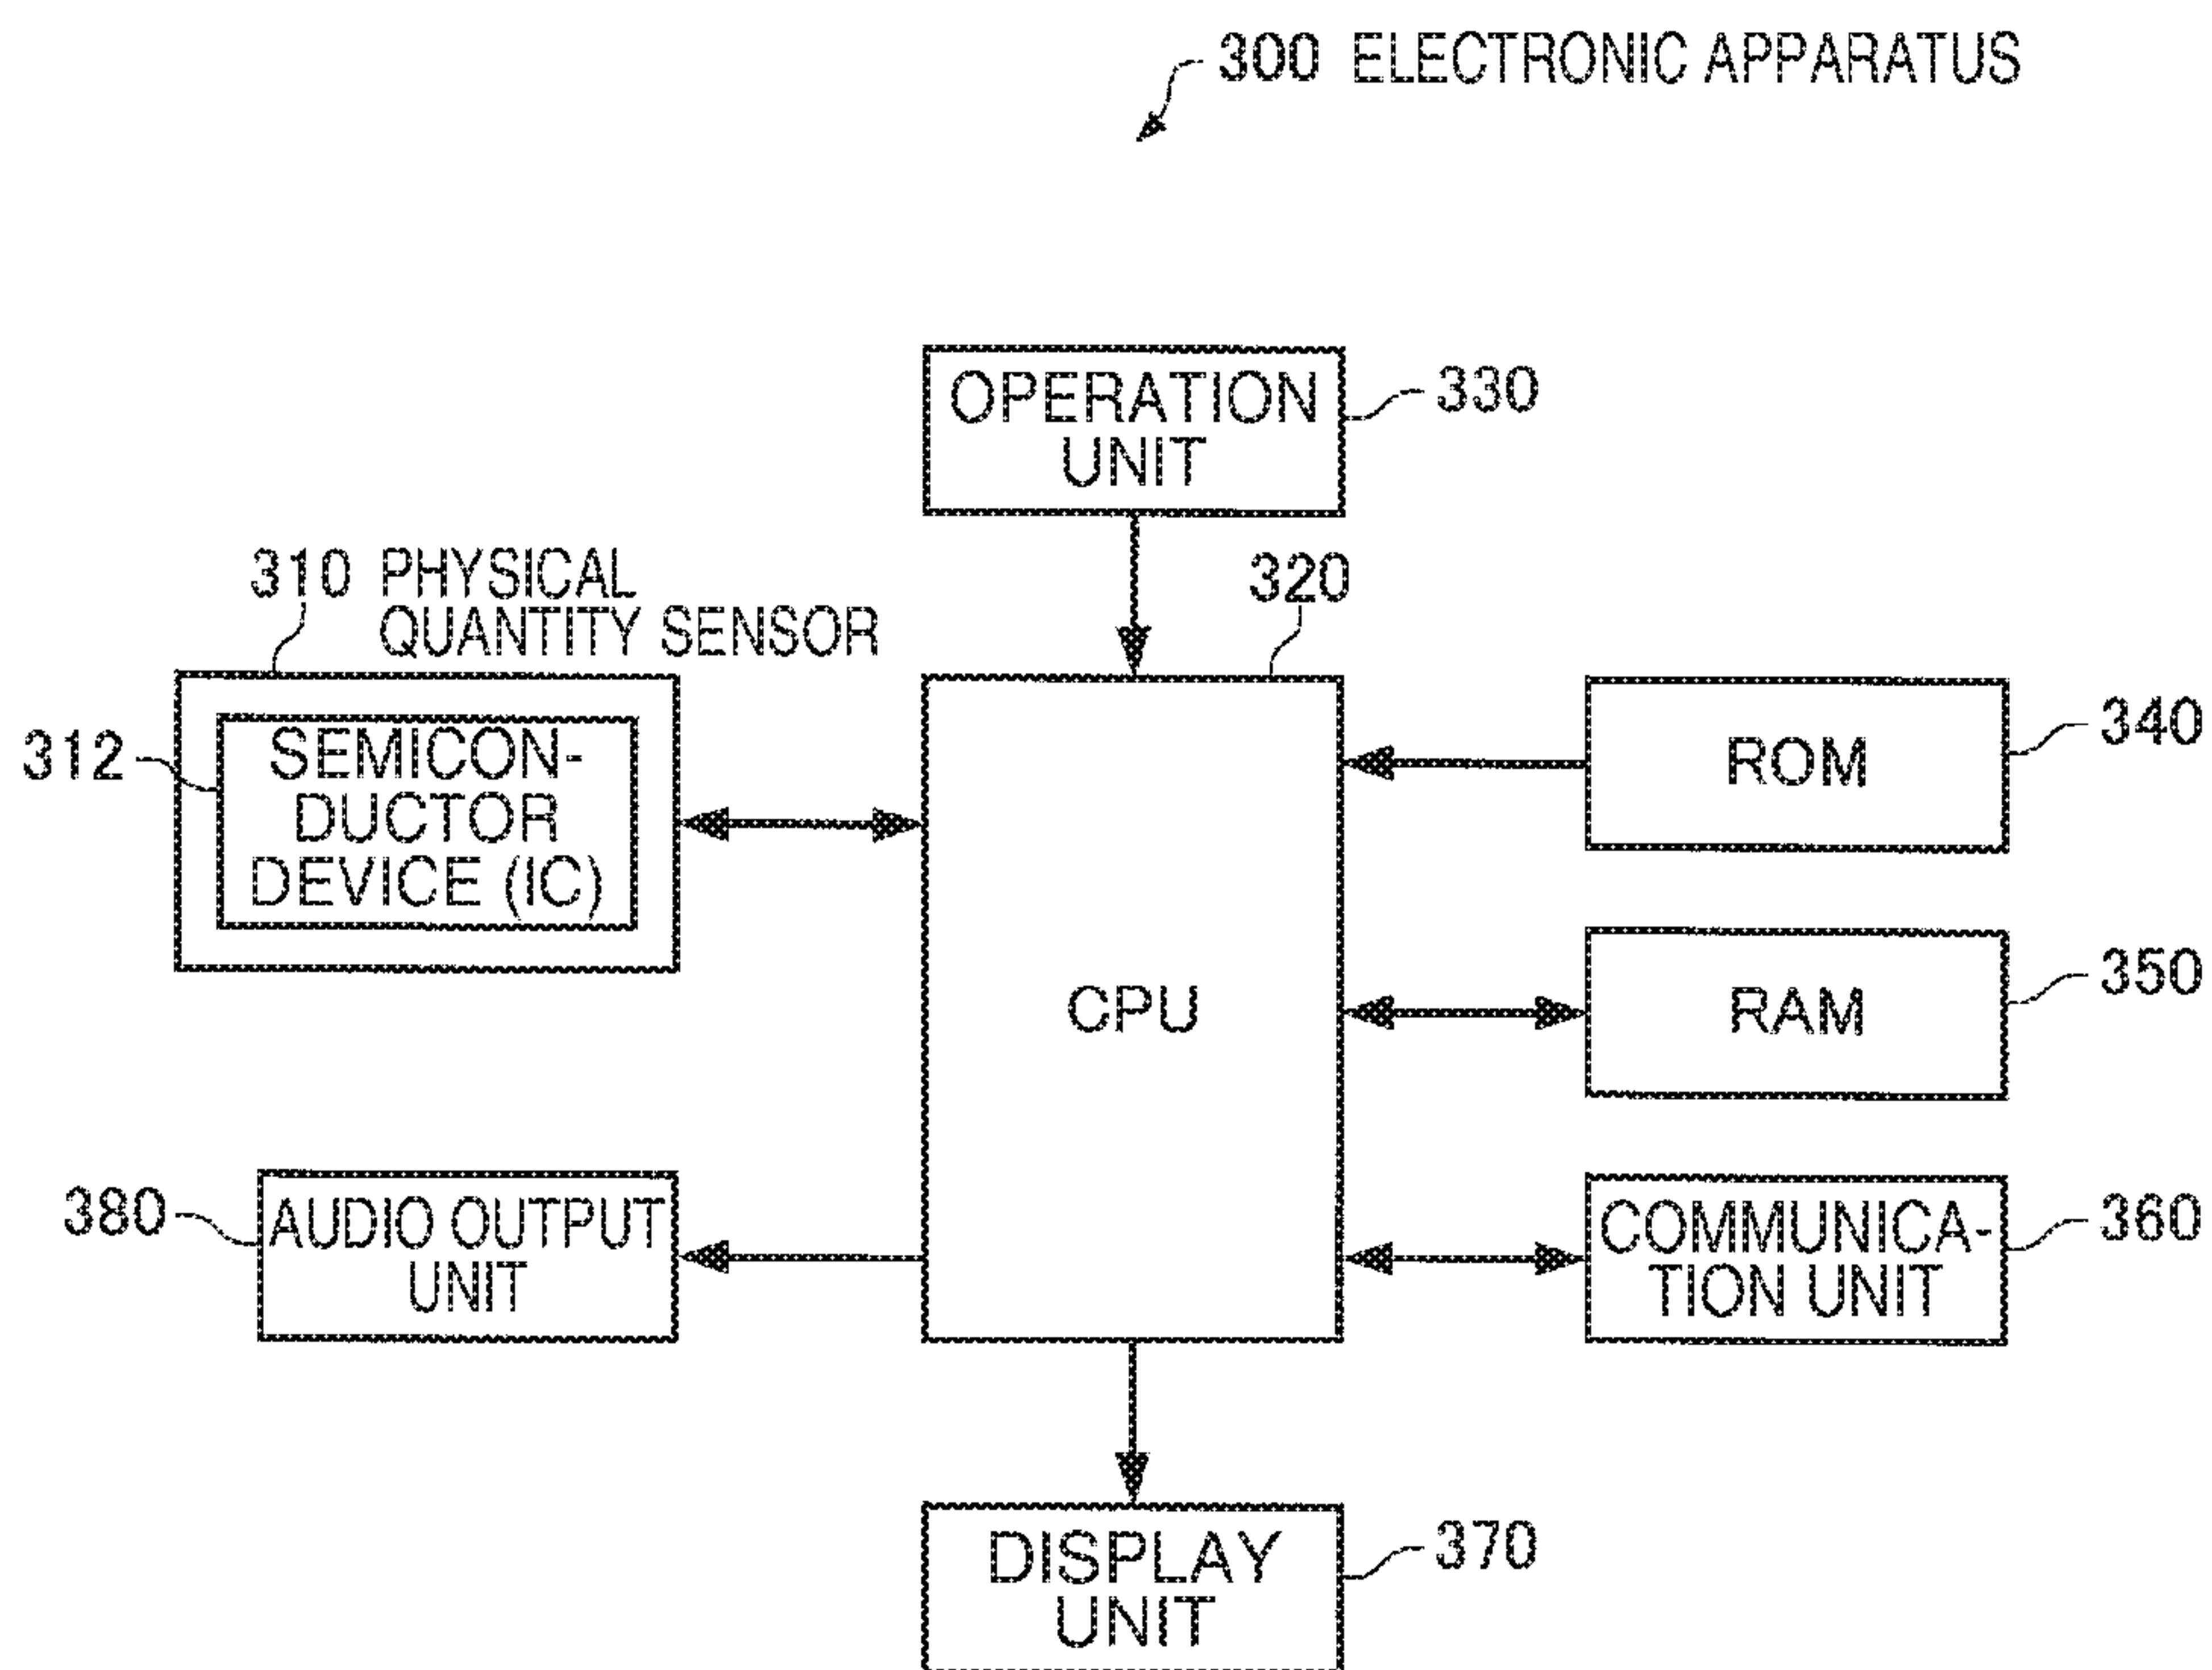 300 ELECTRONIC APPARATUS
OPERATION
UNIT
330
310 PHYSICAL
QUANTITY SENSOR
320
312
SEMICON-
DUCTOR
DEVICE (IC)
ROM
340
CPU
RAM
350
380
AUDIO OUTPUT
UNIT
COMMUNICA-
TION UNIT
360
DISPLAY
UNIT
370